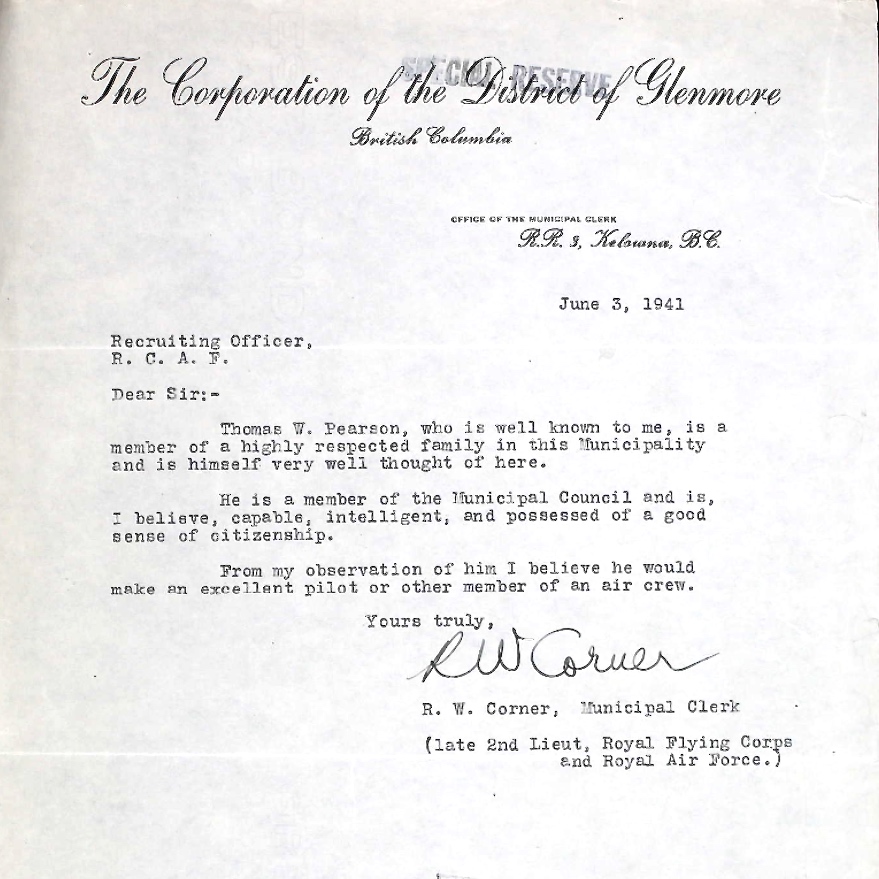 SPECIAL RESERVE
The Corporation of the District of Glenmore
British Columbia
OFFICE OF THE MUNICIPAL CLERK
R.R. 1, Kelowna, B.C.
June 3, 1941
Recruiting Officer,
R. C. A. F.
Dear Sir:-
Thomas W. Pearson, who is well known to me, is a
member of a highly respected family in this Municipality
and is himself very well thought of here.
He is a member of the Municipal Council and is,
I believe, capable, intelligent, and possessed of a good
sense of citizenship.
From my observation of him I believe he would
make an excellent pilot or other member of an air crew.
Yours truly,
RW Corner
R. W. Corner, Municipal Clerk
(late 2nd Lieut, Royal Flying Corps
and Royal Air Force.)